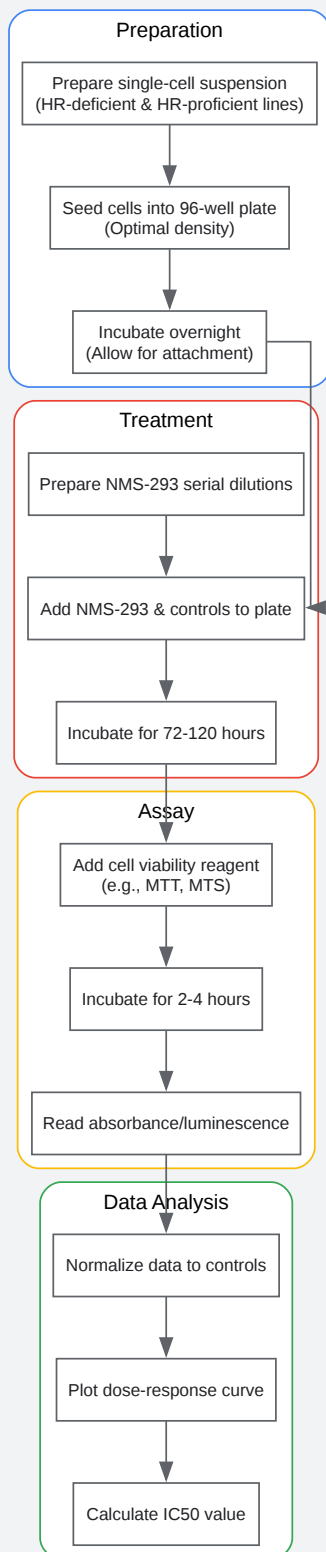 Preparation
Prepare single-cell suspension
(HR-deficient & HR-proficient lines)
Seed cells into 96-well plate
(Optimal density)
Incubate overnight
(Allow for attachment)
Treatment
Prepare NMS-293 serial dilutions
Add NMS-293 & controls to plate
Incubate for 72-120 hours
Assay
Add cell viability reagent
(e.g., MTT, MTS)
Incubate for 2-4 hours
Read absorbance/luminescence
Data Analysis
Normalize data to controls
Plot dose-response curve
Calculate IC50 value